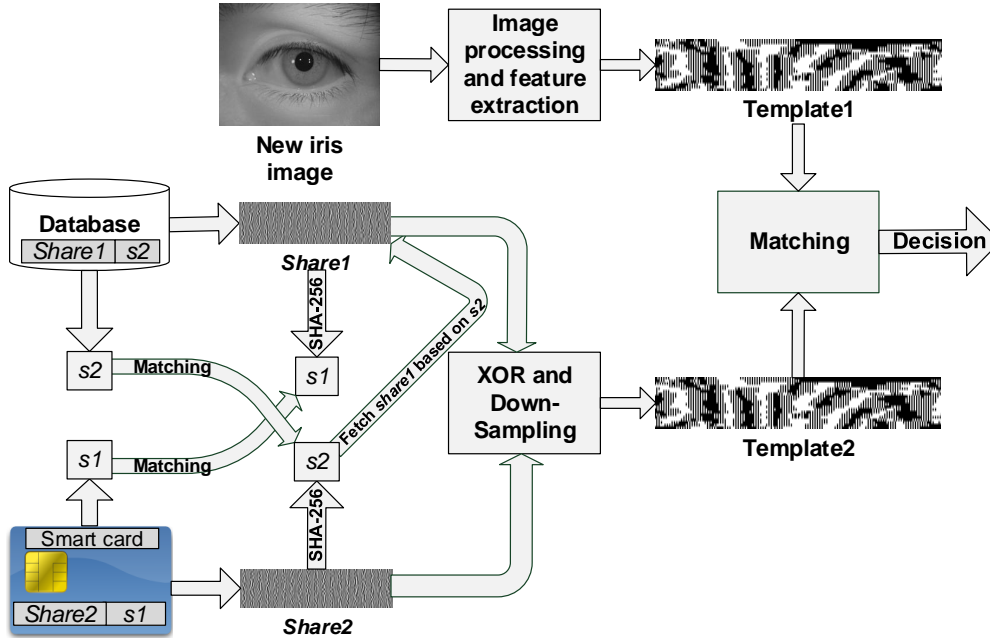 Image
processing
and feature
extraction
New iris
image
Template1
Database
Share1 s2
Share1
SHA-256
Matching
Decision
s2
Matching
s1
Fetch share1 based on s2
XOR and
Down-
Sampling
Template2
s1
Matching
s2
SHA-256
Smart card
Share2 s1
Share2